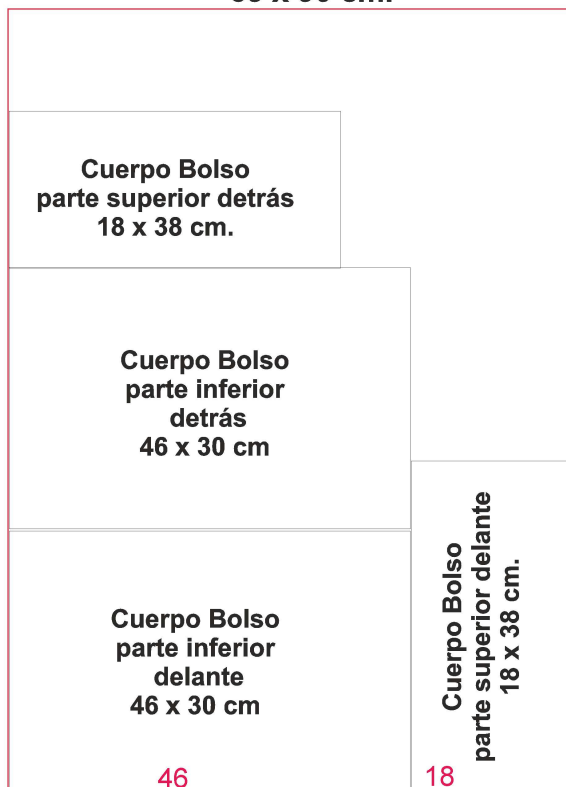 Cuerpo Bolso
parte superior detrás
18 x 38 cm.
Cuerpo Bolso
parte inferior
detrás
46 x 30 cm
Cuerpo Bolso
parte inferior
delante
46 x 30 cm
Cuerpo Bolso
parte superior delante
18 x 38 cm.
46
18